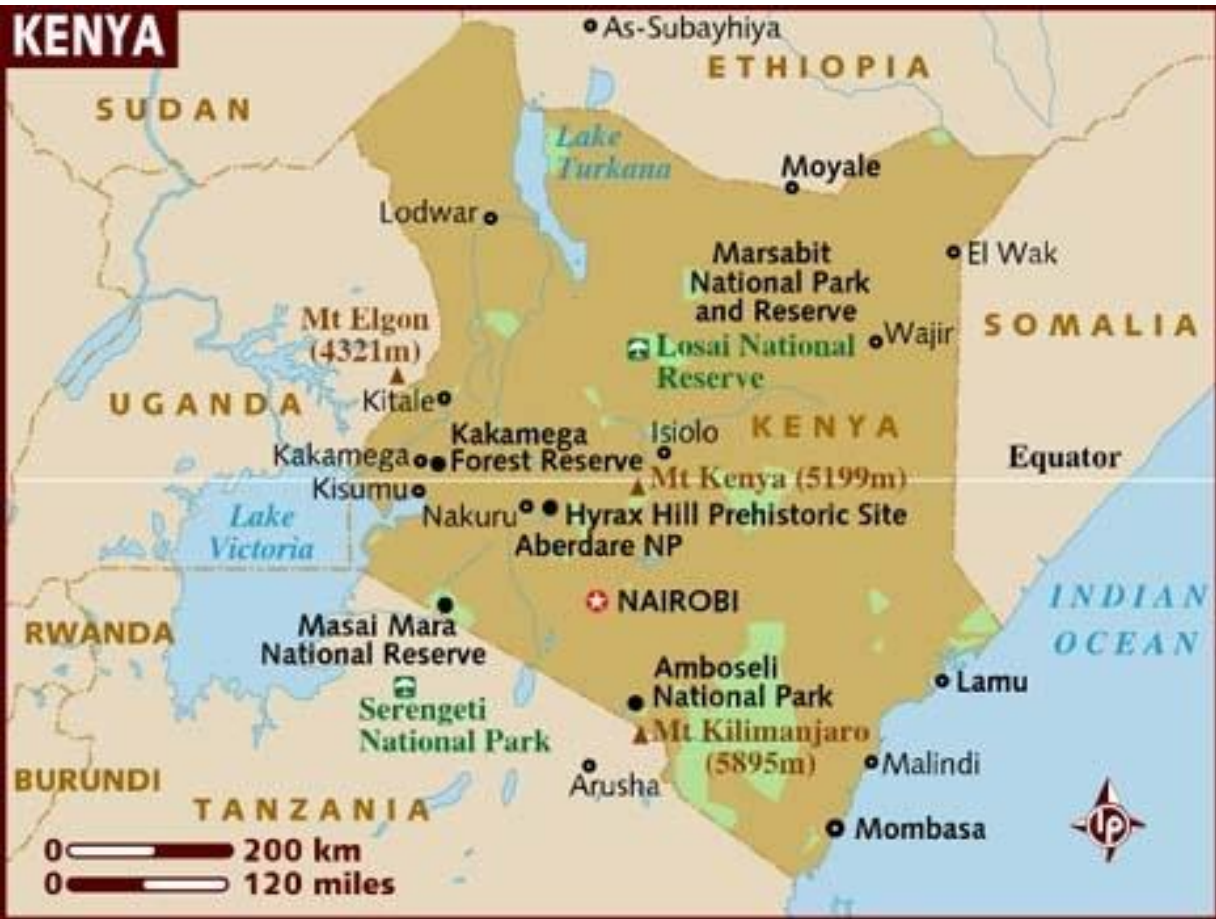 KENYA
As-Subayhiya
ETHIOPIA
SUDAN
Lake
Turkana
Moyale
Lodwar
El Wak
Marsabit
National Park
and Reserve
Mt Elgon
(4321m)
SOMALIA
Wajir
Losai National
Reserve
UGANDA
Kitale
KENYA
Isiolo
Kakamega
Kakamega
Forest Reserve
Equator
Mt Kenya (5199m)
Kisumu
Nakuru
Hyrax Hill Prehistoric Site
Lake
Victoria
Aberdare NP
NAIROBI
INDIAN
OCEAN
RWANDA
Masai Mara
National Reserve
Amboseli
National Park
Lamu
Serengeti
National Park
Mt Kilimanjaro
(5895m)
Malindi
Arusha
BURUNDI
TANZANIA
Mombasa
lp
0 200 km
0 120 miles